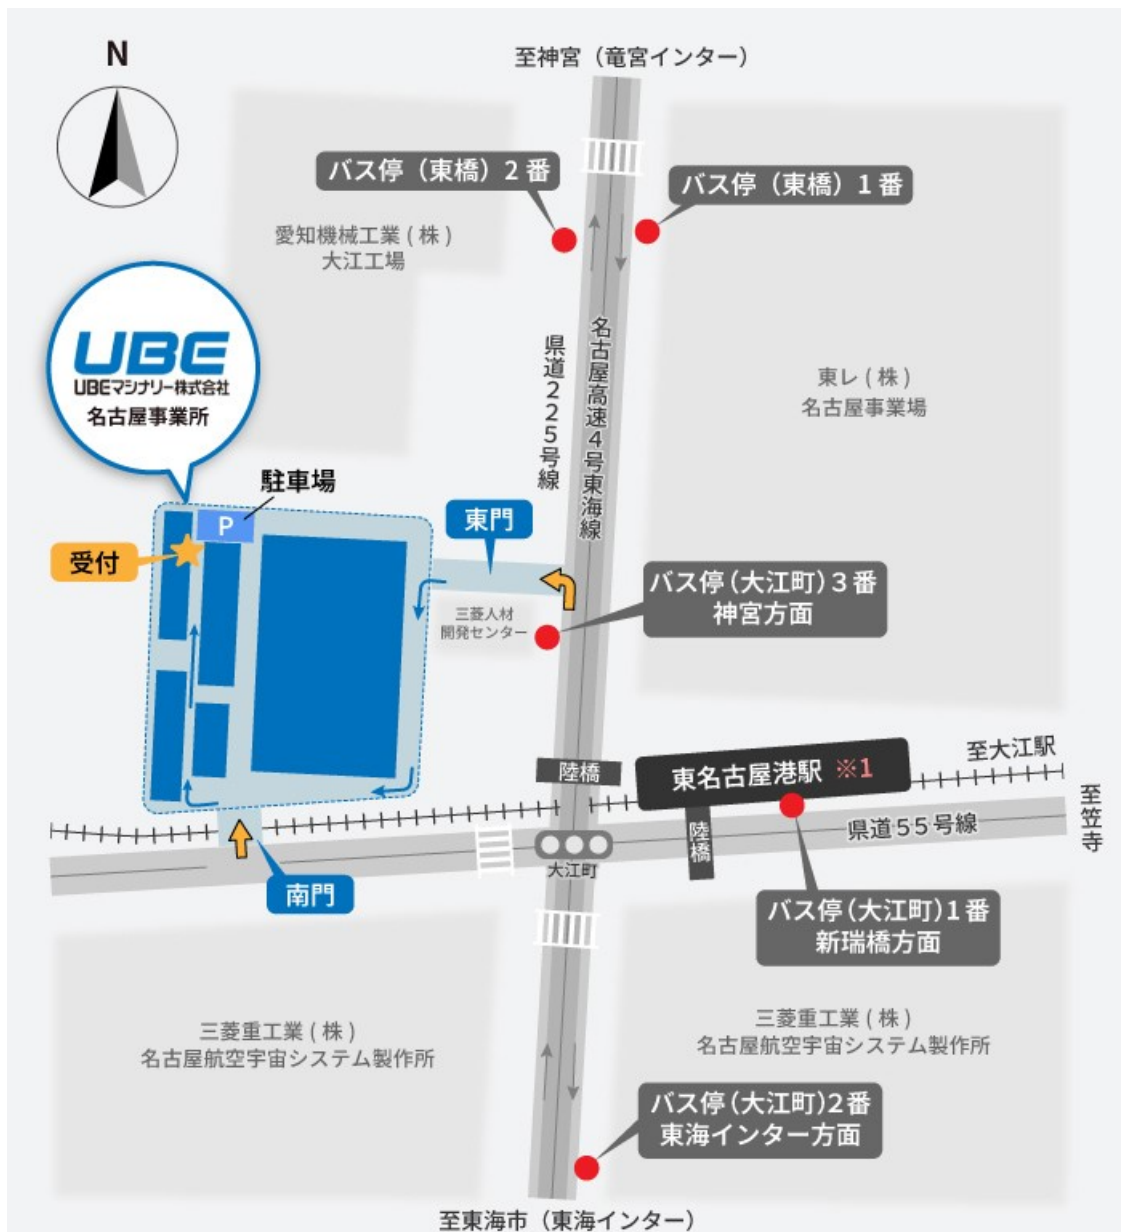 N
至神宮（竜宮インター）
バス停（東橋）2番
バス停（東橋）1番
愛知機械工業(株)
大江工場
UBE
UBEマシナリー株式会社
名古屋事業所
県道225号線
名古屋高速4号東海線
東レ(株)
名古屋事業場
駐車場
P
東門
受付
バス停(大江町)3番
神宮方面
三菱人材
開発センター
陸橋
東名古屋港駅 ※1
至大江駅
至笠寺
県道55号線
陸橋
大江町
南門
バス停(大江町)1番
新瑞橋方面
三菱重工業(株)
名古屋航空宇宙システム製作所
三菱重工業(株)
名古屋航空宇宙システム製作所
バス停(大江町)2番
東海インター方面
至東海市（東海インター）